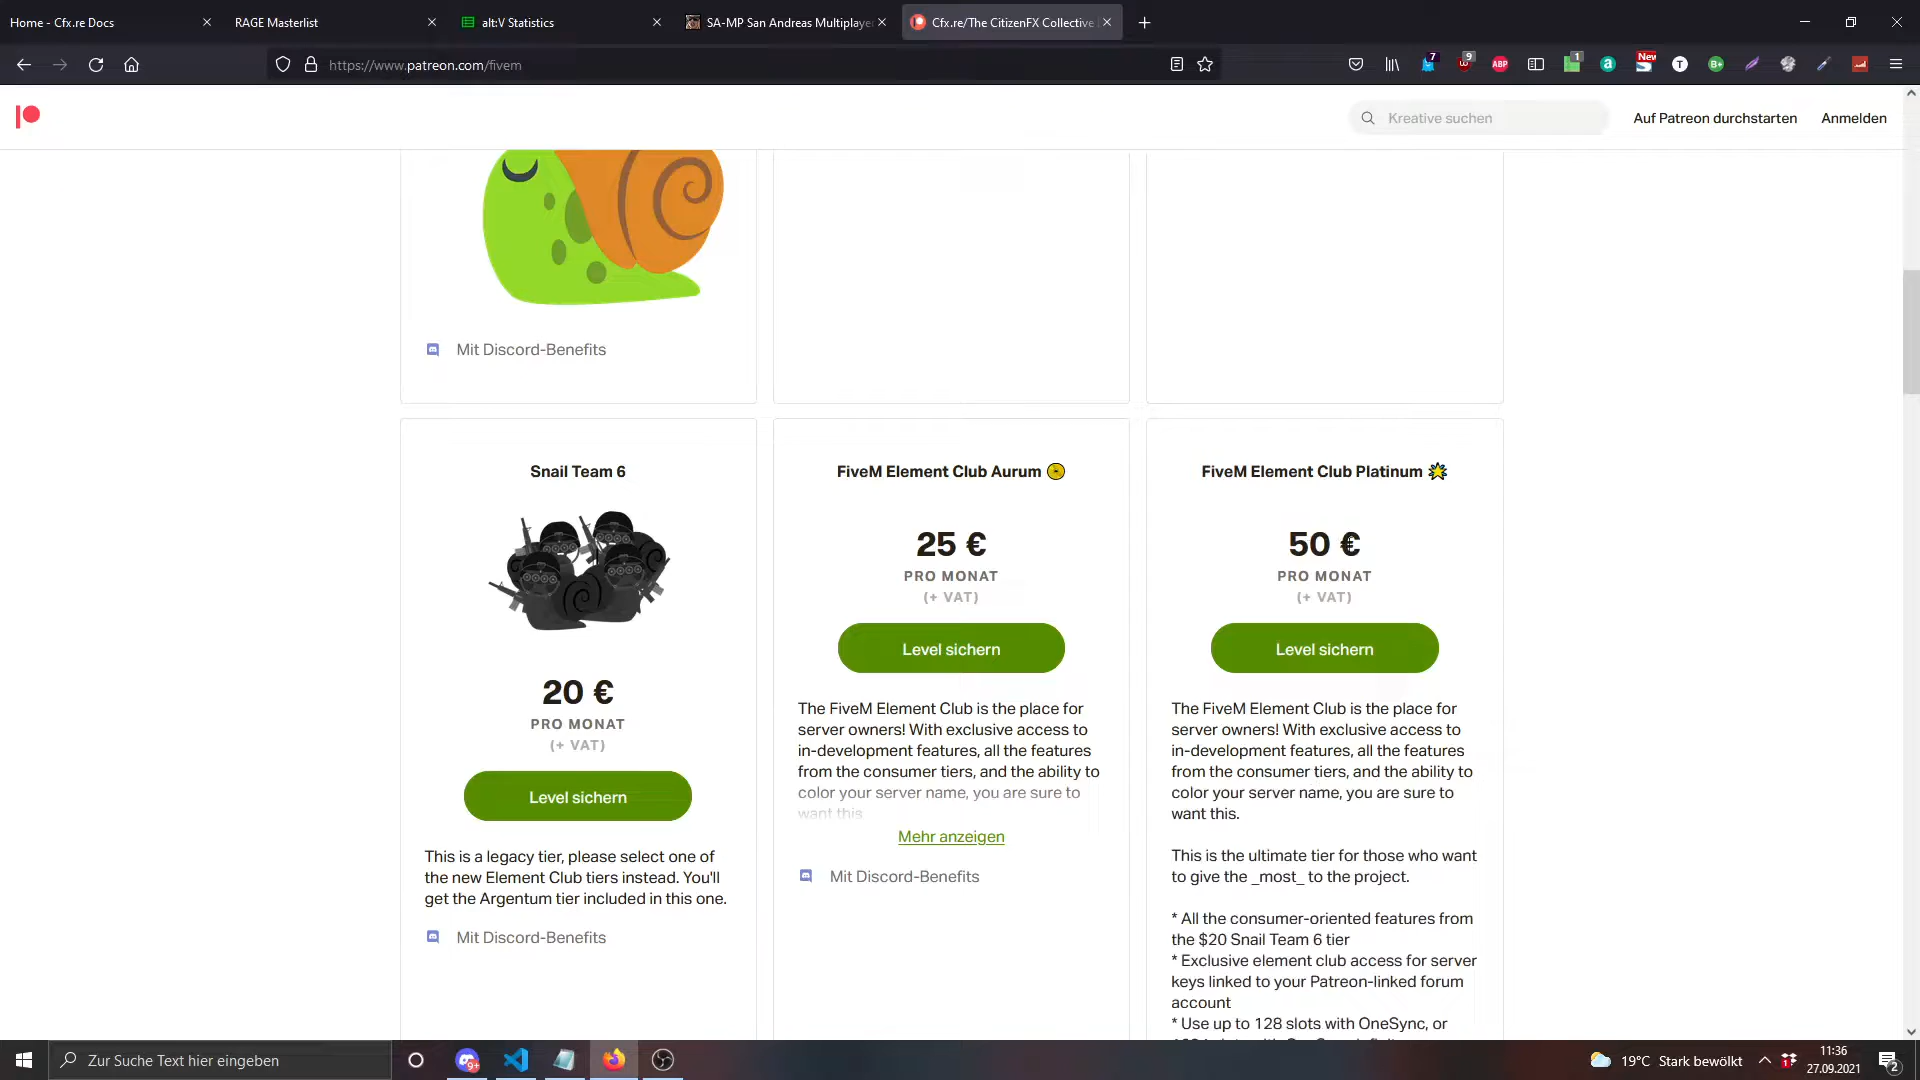 Home - Cfx.re Docs
RAGE Masterlist
alt:V Statistics
SA-MP San Andreas Multiplaye
Cfx.re/The CitizenFX Collective
https://www.patreon.com/fivem
7
9
ABP
1
a
New
T
B+
Kreative suchen
Auf Patreon durchstarten
Anmelden
Mit Discord-Benefits
Snail Team 6
20 €
PRO MONAT
(+ VAT)
Level sichern
This is a legacy tier, please select one of
the new Element Club tiers instead. You'll
get the Argentum tier included in this one.
Mit Discord-Benefits
FiveM Element Club Aurum
25 €
PRO MONAT
(+ VAT)
Level sichern
The FiveM Element Club is the place for
server owners! With exclusive access to
in-development features, all the features
from the consumer tiers, and the ability to
color your server name, you are sure to
want this
Mehr anzeigen
Mit Discord-Benefits
FiveM Element Club Platinum
50 €
PRO MONAT
(+ VAT)
Level sichern
The FiveM Element Club is the place for
server owners! With exclusive access to
in-development features, all the features
from the consumer tiers, and the ability to
color your server name, you are sure to
want this.
This is the ultimate tier for those who want
to give the _most_ to the project.
* All the consumer-oriented features from
the $20 Snail Team 6 tier
* Exclusive element club access for server
keys linked to your Patreon-linked forum
account
* Use up to 128 slots with OneSync, or
Zur Suche Text hier eingeben
9+
19°C Stark bewölkt
11:36
27.09.2021
2